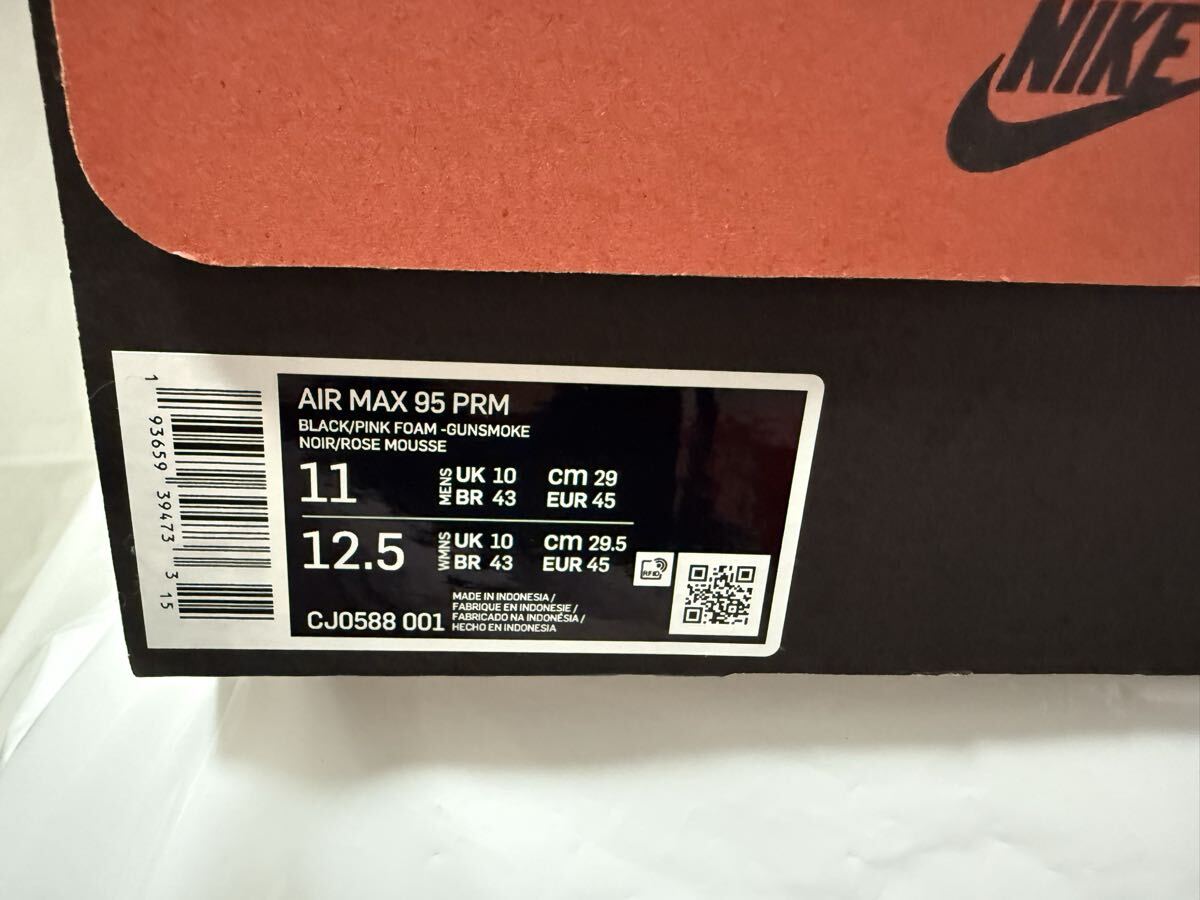 NIKE
AIR MAX 95 PRM
BLACK/PINK FOAM -GUNSMOKE
NOIR/ROSE MOUSSE
11 MENS UK 10 cm 29
BR 43 EUR 45
12.5 WMNS UK 10 cm 29.5
BR 43 EUR 45
RFID
CJ0588 001
MADE IN INDONESIA /
FABRIQUE EN INDONESIE /
FABRICADO NA INDONÉSIA /
HECHO EN INDONESIA
1 93659 39473 3 15